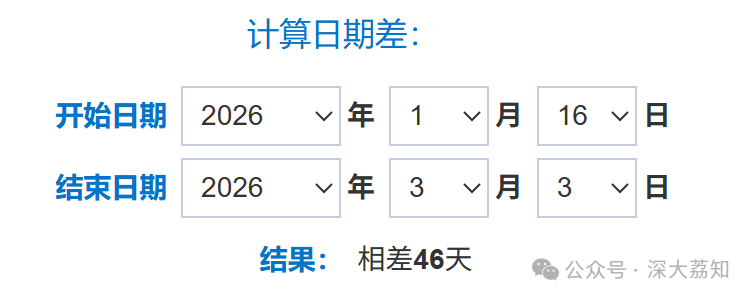 计算日期差：
开始日期 2026 年 1 月 16 日
结束日期 2026 年 3 月 3 日
结果： 相差46天
公众号 · 深大荔知